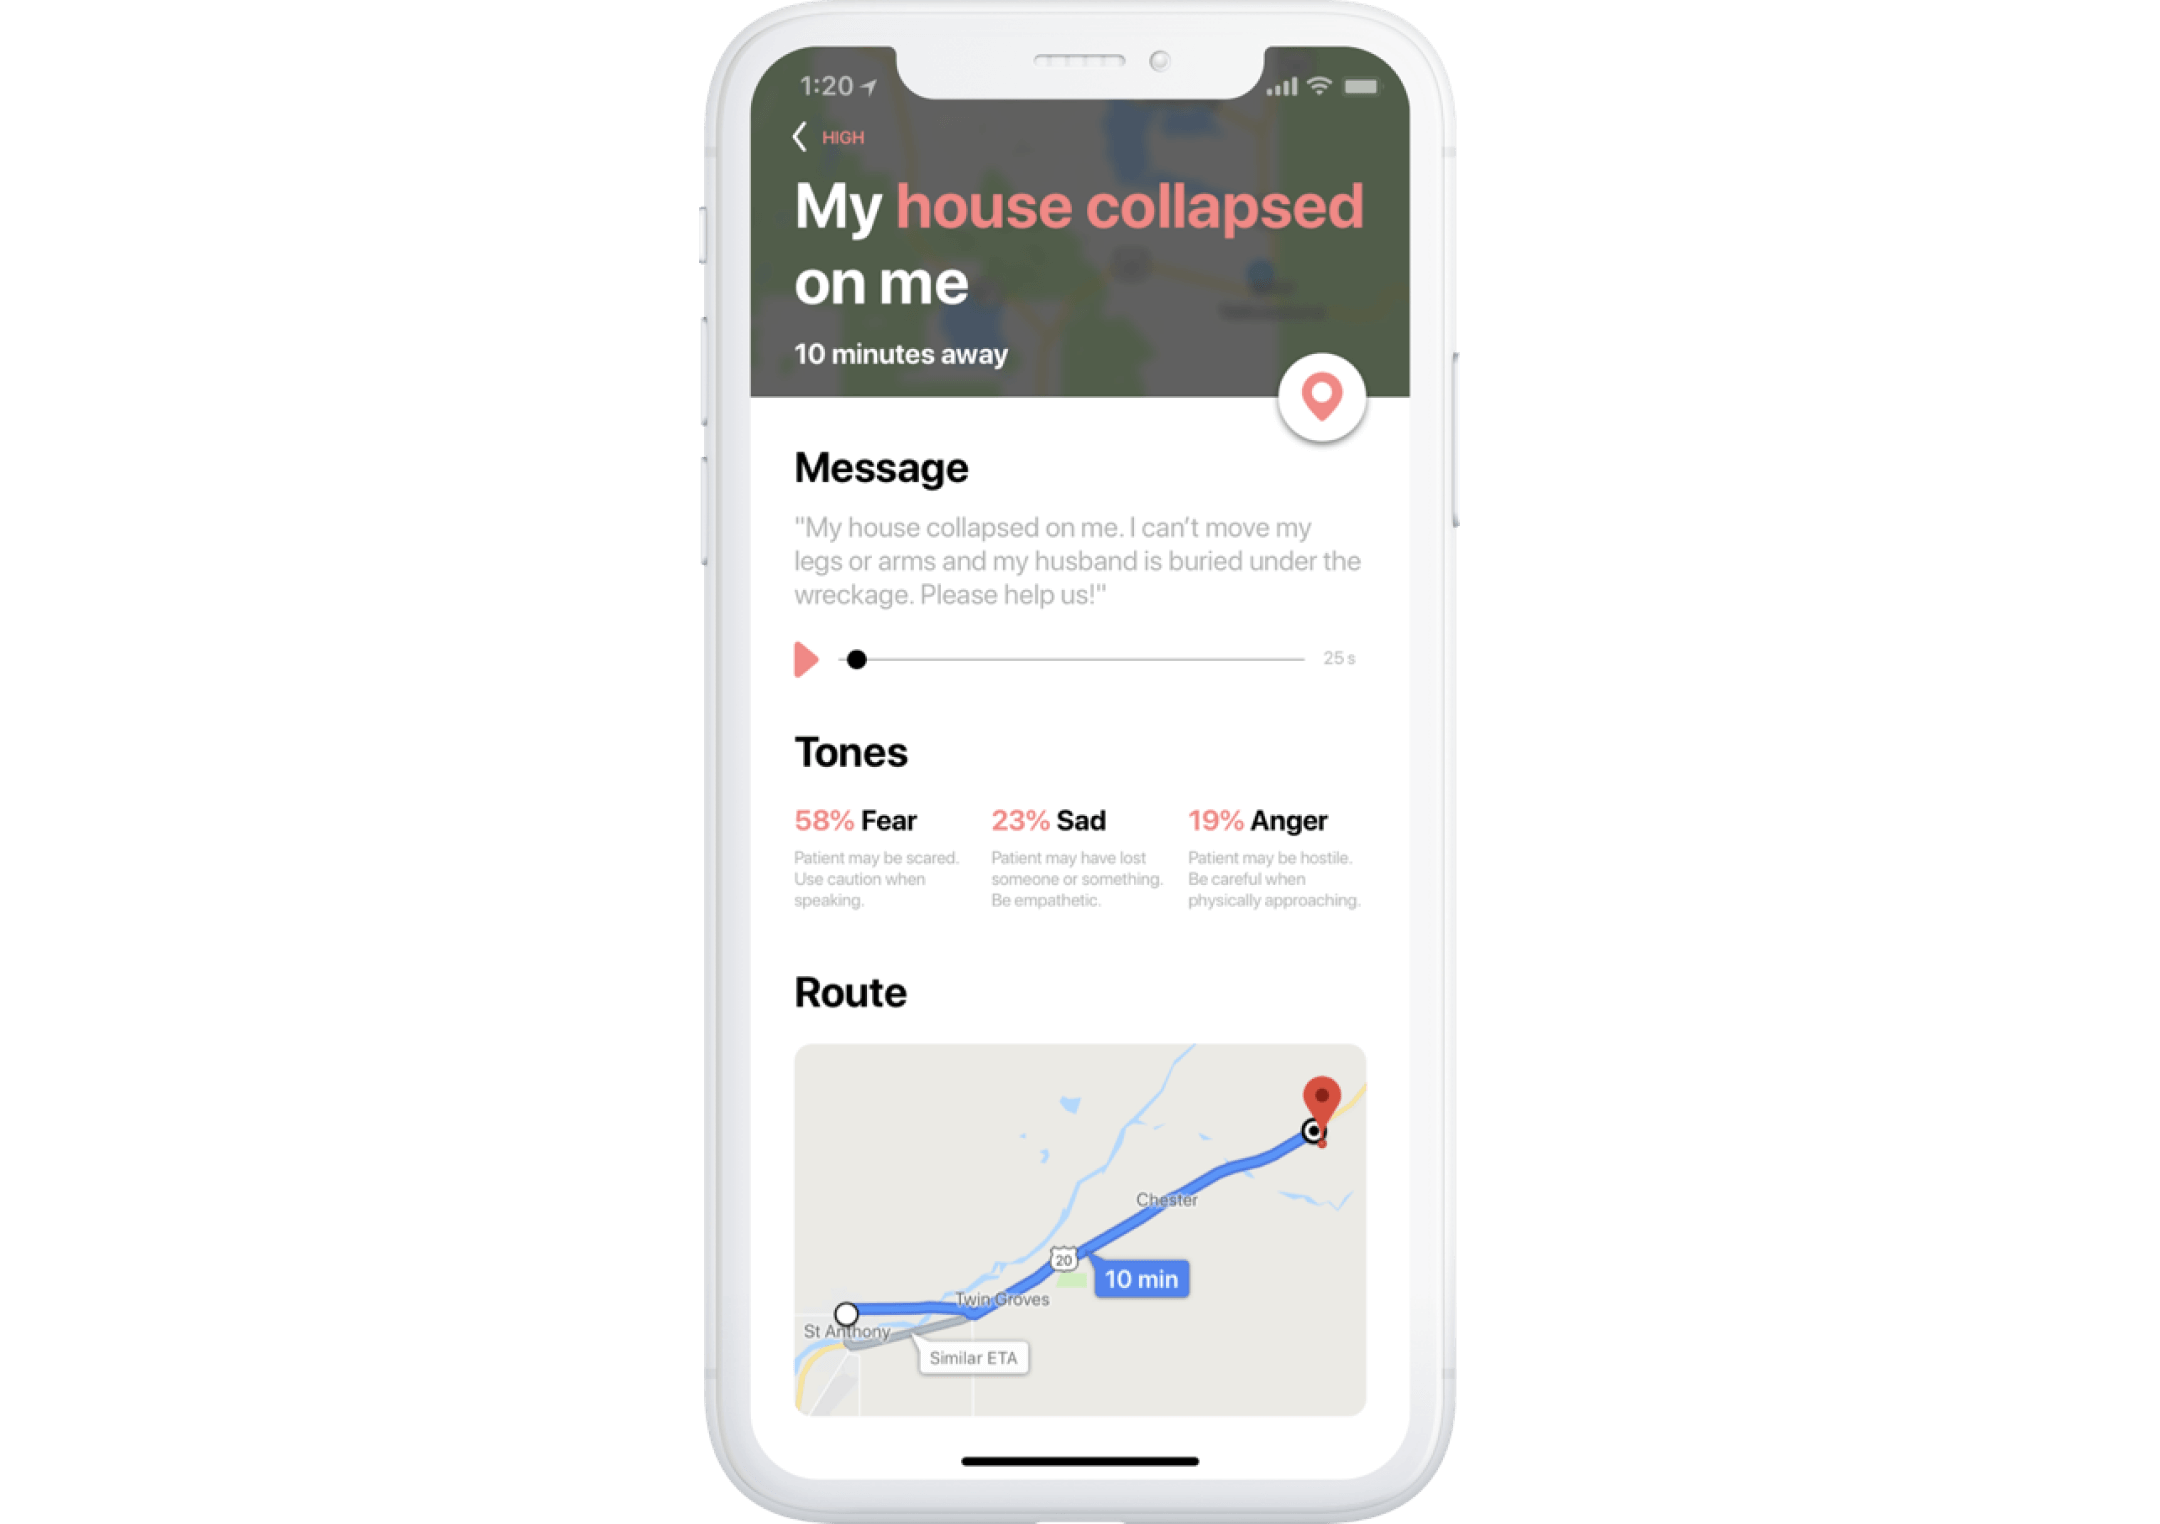 1:20
HIGH
My house collapsed
on me
10 minutes away
Message
"My house collapsed on me. I can’t move my
legs or arms and my husband is buried under the
wreckage. Please help us!"
25 s
Tones
58% Fear
Patient may be scared.
Use caution when
speaking.
23% Sad
Patient may have lost
someone or something.
Be empathetic.
19% Anger
Patient may be hostile.
Be careful when
physically approaching.
Route
Chester
20
10 min
Twin Groves
St Anthony
Similar ETA